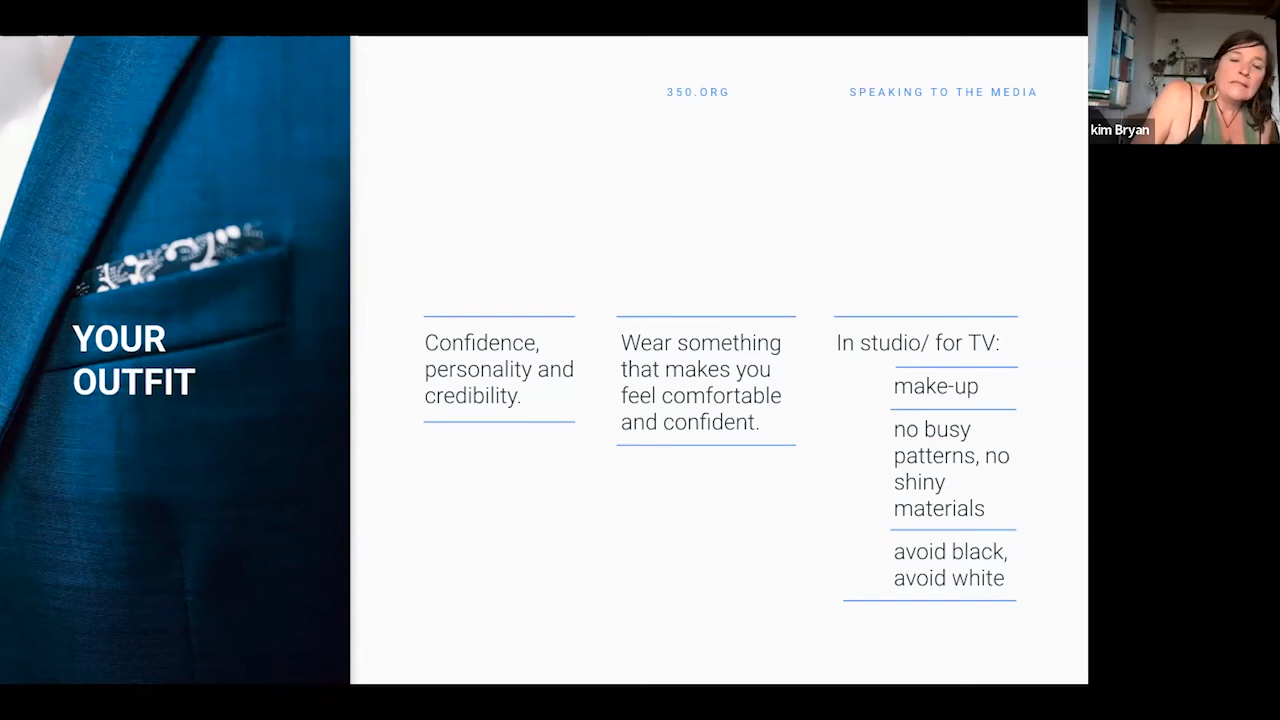 350.ORG
SPEAKING TO THE MEDIA
kim Bryan
YOUR
OUTFIT
Confidence,
personality and
credibility.
Wear something
that makes you
feel comfortable
and confident.
In studio/ for TV:
make-up
no busy
patterns, no
shiny
materials
avoid black,
avoid white